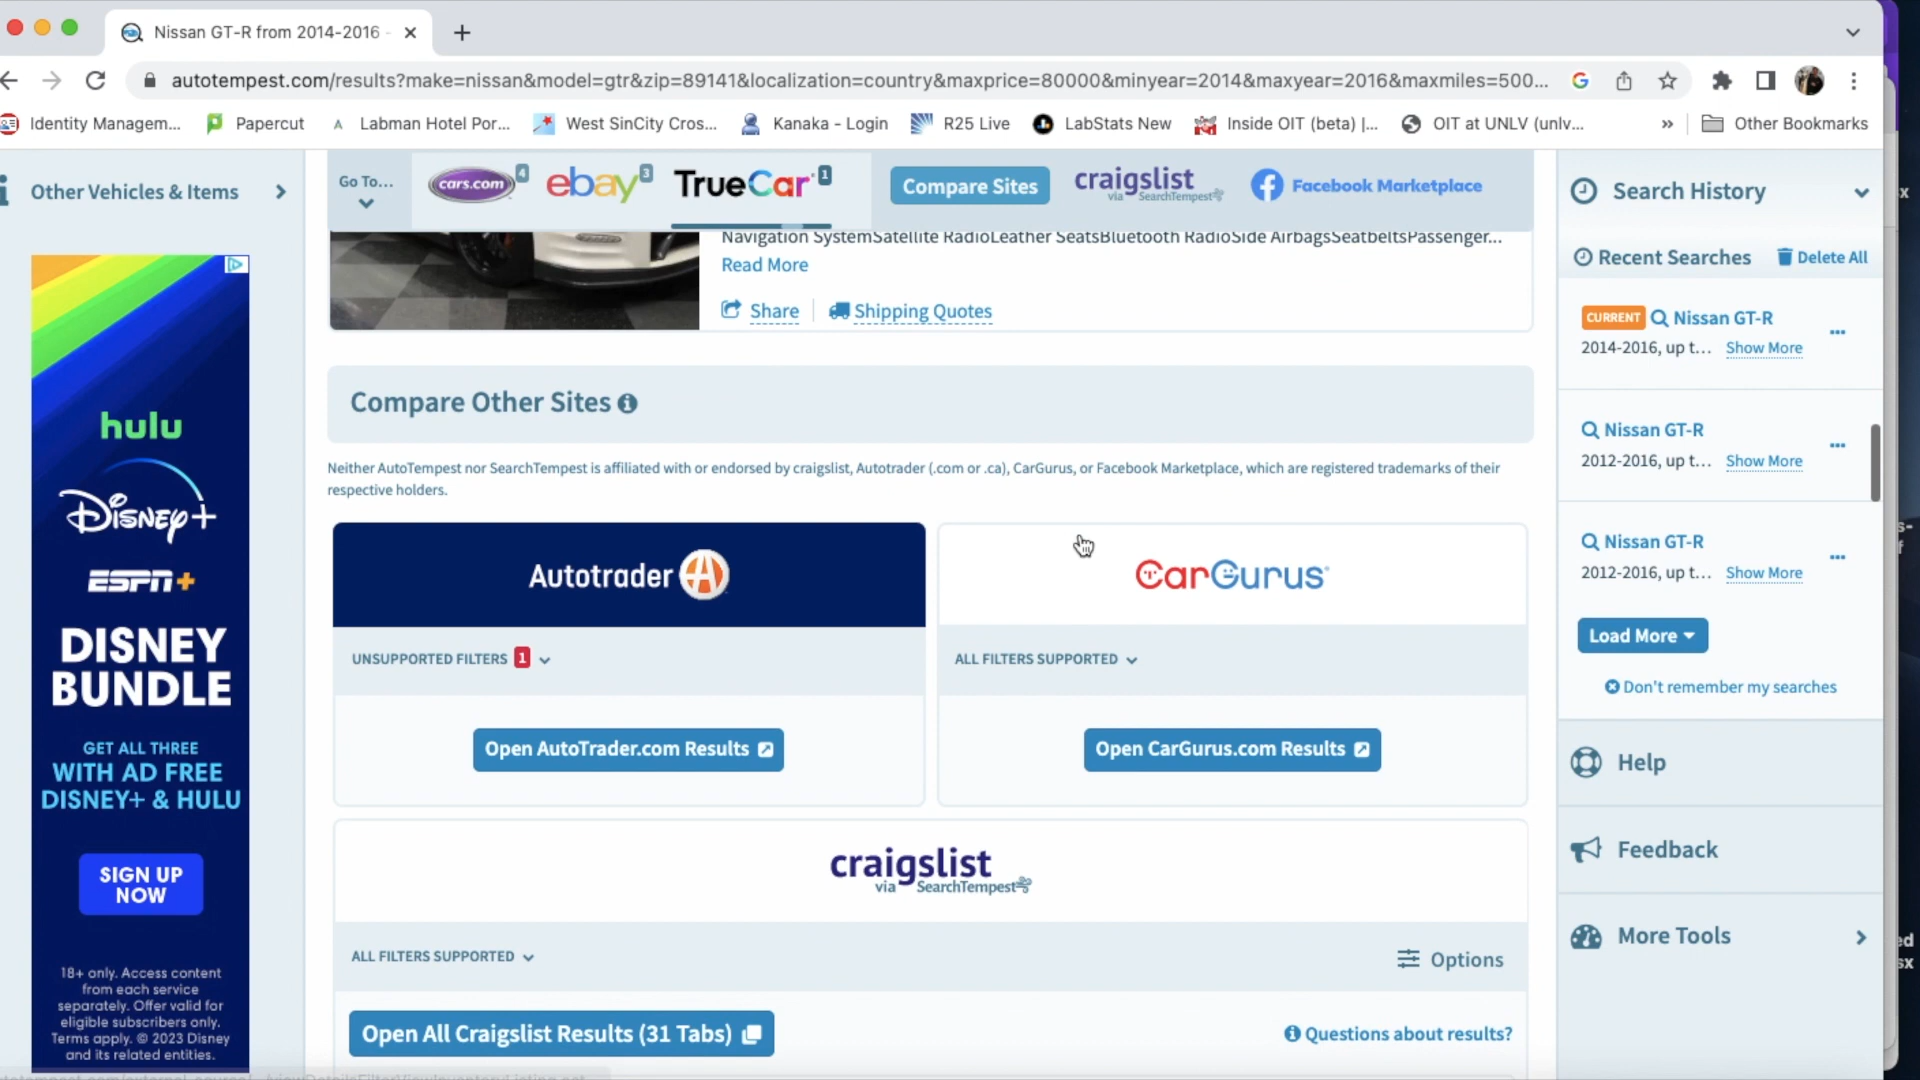 Nissan GT-R from 2014-2016 -
autotempest.com/results?make=nissan&model=gtr&zip=89141&localization=country&maxprice=80000&minyear=2014&maxyear=2016&maxmiles=500...
Identity Managem...
Papercut
Labman Hotel Por...
West SinCity Cros...
Kanaka - Login
R25 Live
LabStats New
Inside OIT (beta) |...
OIT at UNLV (unlv...
»
Other Bookmarks
Other Vehicles & Items
Go To...
cars.com 4
ebay 3
TrueCar 1
Compare Sites
craigslist
via SearchTempest
Facebook Marketplace
Navigation SystemSatellite RadioLeather SeatsBluetooth RadioSide AirbagsSeatbeltsPassenger...
Read More
Share
Shipping Quotes
Compare Other Sites
Neither AutoTempest nor SearchTempest is affiliated with or endorsed by craigslist, Autotrader (.com or .ca), CarGurus, or Facebook Marketplace, which are registered trademarks of their
respective holders.
Autotrader
UNSUPPORTED FILTERS 1
Open AutoTrader.com Results
CarGurus
ALL FILTERS SUPPORTED
Open CarGurus.com Results
craigslist
via SearchTempest
ALL FILTERS SUPPORTED
Options
Open All Craigslist Results (31 Tabs)
Questions about results?
hulu
Disney+
ESPN+
DISNEY
BUNDLE
GET ALL THREE
WITH AD FREE
DISNEY+ & HULU
SIGN UP
NOW
18+ only. Access content
from each service
separately. Offer valid for
eligible subscribers only.
Terms apply. © 2023 Disney
and its related entities.
Search History
Recent Searches
Delete All
CURRENT Nissan GT-R
2014-2016, up t... Show More
Nissan GT-R
2012-2016, up t... Show More
Nissan GT-R
2012-2016, up t... Show More
Load More
Don't remember my searches
Help
Feedback
More Tools